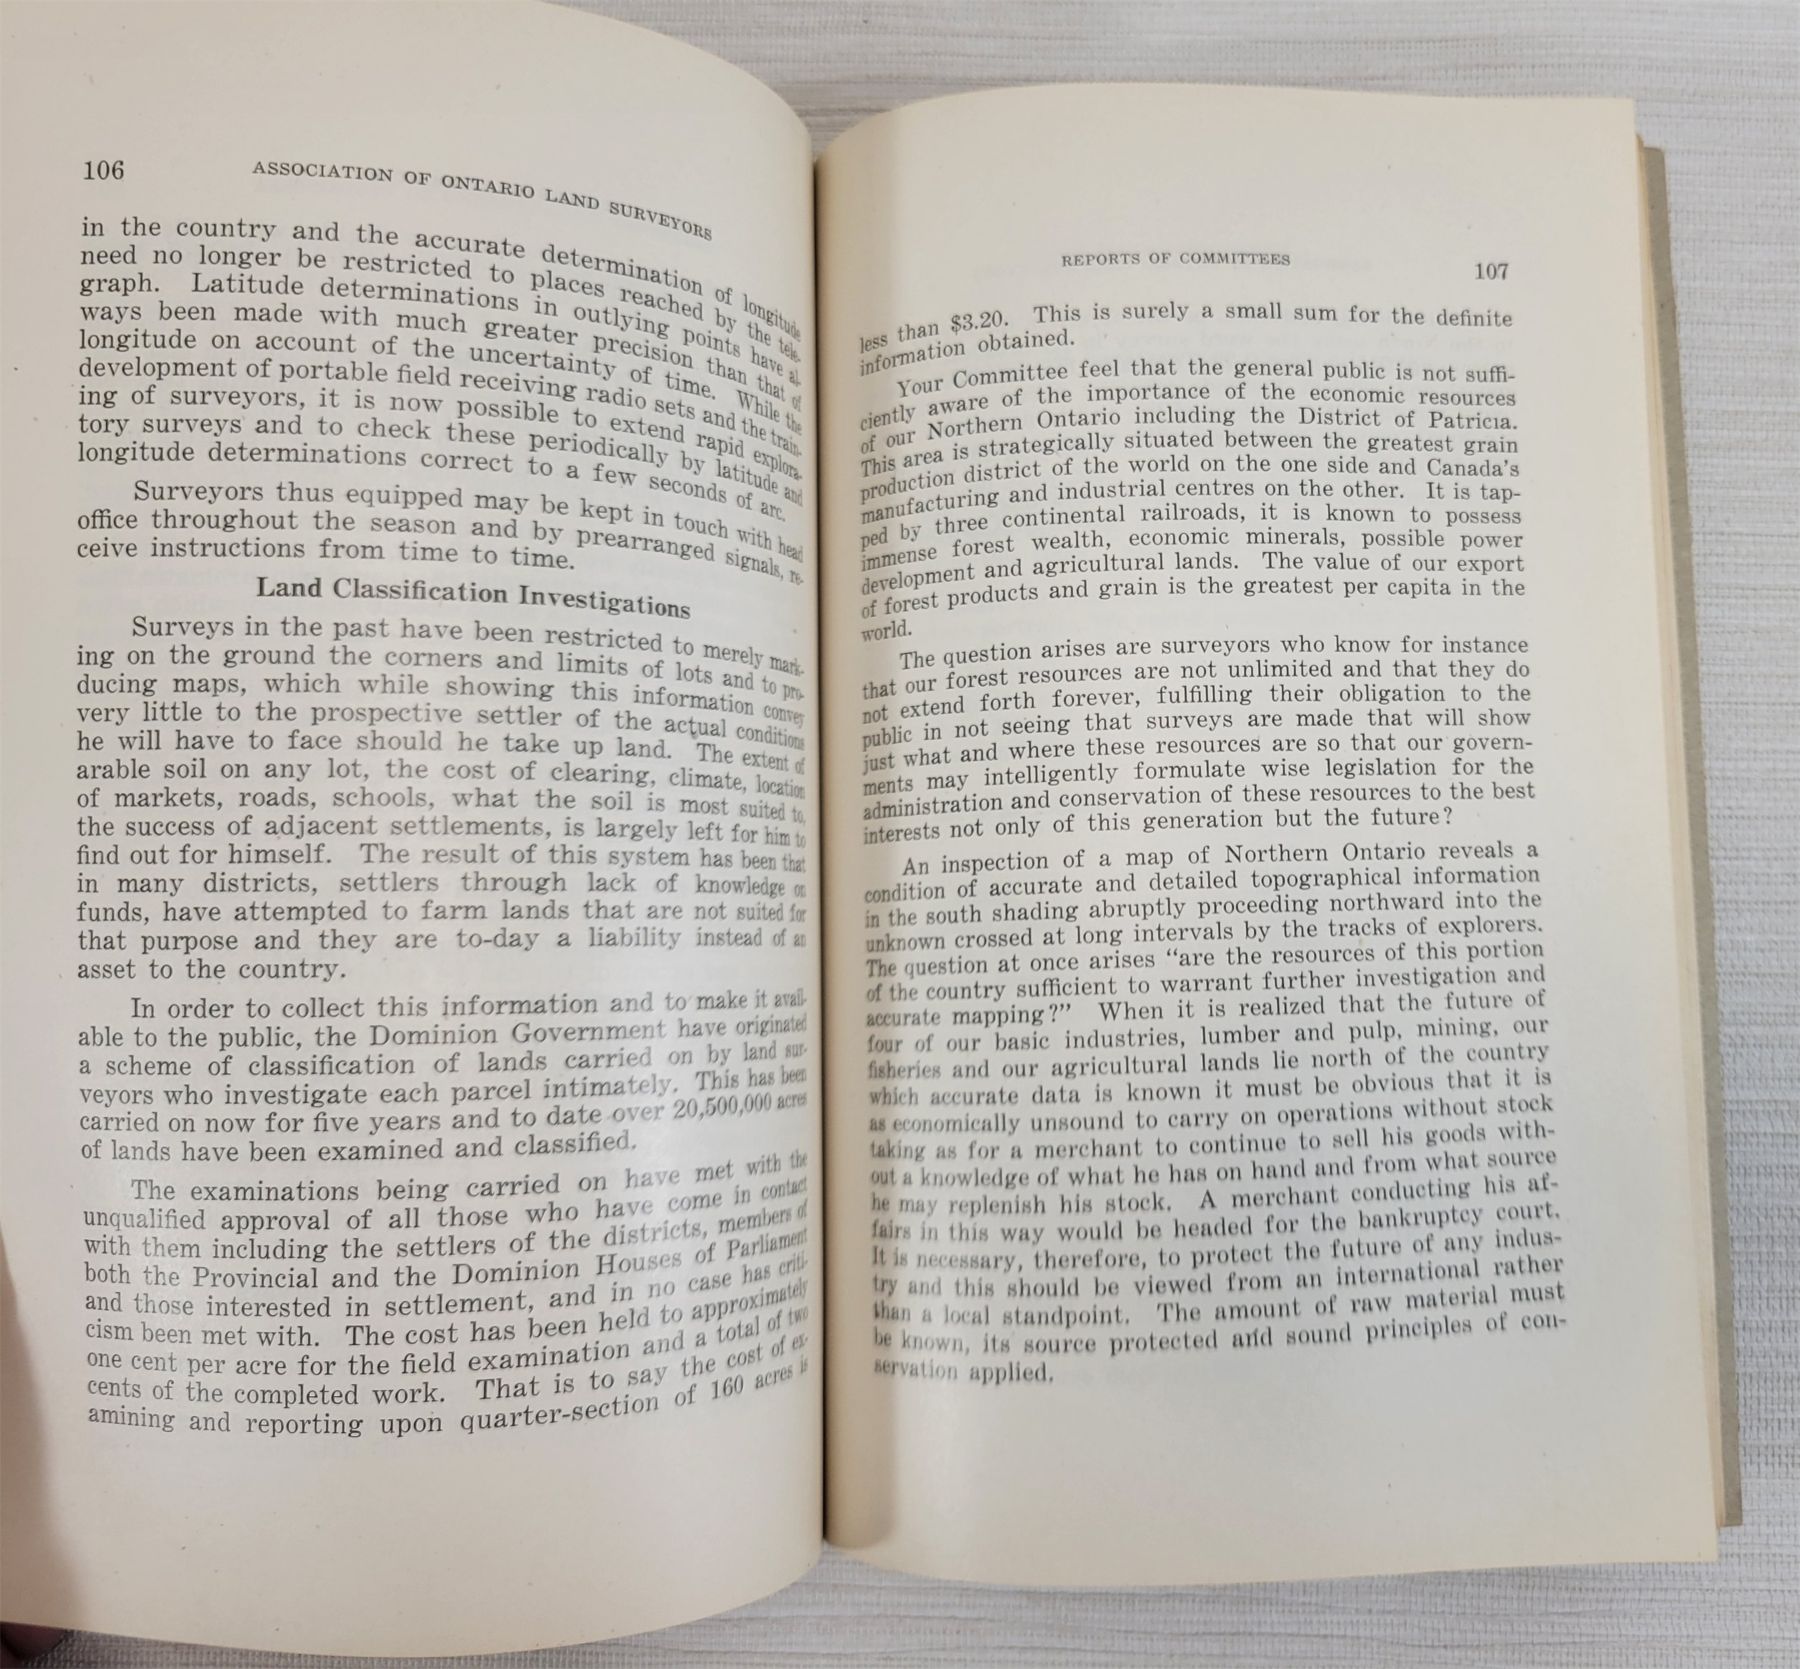 106 ASSOCIATION OF ONTARIO LAND SURVEYORS
in the country and the accurate determination of longitude
need no longer be restricted to places reached by the tele-
graph. Latitude determinations in outlying points have al-
ways been made with much greater precision than that of
longitude on account of the uncertainty of time. While the
development of portable field receiving radio sets and the train-
ing of surveyors, it is now possible to extend rapid explora-
tory surveys and to check these periodically by latitude and
longitude determinations correct to a few seconds of arc.
Surveyors thus equipped may be kept in touch with head
office throughout the season and by prearranged signals, re-
ceive instructions from time to time.
Land Classification Investigations
Surveys in the past have been restricted to merely mark-
ing on the ground the corners and limits of lots and to pro-
ducing maps, which while showing this information convey
very little to the prospective settler of the actual conditions
he will have to face should he take up land. The extent of
arable soil on any lot, the cost of clearing, climate, location
of markets, roads, schools, what the soil is most suited to,
the success of adjacent settlements, is largely left for him to
find out for himself. The result of this system has been that
in many districts, settlers through lack of knowledge on
funds, have attempted to farm lands that are not suited for
that purpose and they are to-day a liability instead of an
asset to the country.
In order to collect this information and to make it avail-
able to the public, the Dominion Government have originated
a scheme of classification of lands carried on by land sur-
veyors who investigate each parcel intimately. This has been
carried on now for five years and to date over 20,500,000 acres
of lands have been examined and classified.
The examinations being carried on have met with the
unqualified approval of all those who have come in contact
with them including the settlers of the districts, members of
both the Provincial and the Dominion Houses of Parliament
and those interested in settlement, and in no case has criti-
cism been met with. The cost has been held to approximately
one cent per acre for the field examination and a total of two
cents of the completed work. That is to say the cost of ex-
amining and reporting upon quarter-section of 160 acres is
REPORTS OF COMMITTEES 107
less than $3.20. This is surely a small sum for the definite
information obtained.
Your Committee feel that the general public is not suffi-
ciently aware of the importance of the economic resources
of our Northern Ontario including the District of Patricia.
This area is strategically situated between the greatest grain
production district of the world on the one side and Canada's
manufacturing and industrial centres on the other. It is tap-
ped by three continental railroads, it is known to possess
immense forest wealth, economic minerals, possible power
development and agricultural lands. The value of our export
of forest products and grain is the greatest per capita in the
world.
The question arises are surveyors who know for instance
that our forest resources are not unlimited and that they do
not extend forth forever, fulfilling their obligation to the
public in not seeing that surveys are made that will show
just what and where these resources are so that our govern-
ments may intelligently formulate wise legislation for the
administration and conservation of these resources to the best
interests not only of this generation but the future?
An inspection of a map of Northern Ontario reveals a
condition of accurate and detailed topographical information
in the south shading abruptly proceeding northward into the
unknown crossed at long intervals by the tracks of explorers.
The question at once arises "are the resources of this portion
of the country sufficient to warrant further investigation and
accurate mapping?" When it is realized that the future of
four of our basic industries, lumber and pulp, mining, our
fisheries and our agricultural lands lie north of the country
which accurate data is known it must be obvious that it is
as economically unsound to carry on operations without stock
taking as for a merchant to continue to sell his goods with-
out a knowledge of what he has on hand and from what source
he may replenish his stock. A merchant conducting his af-
fairs in this way would be headed for the bankruptcy court.
It is necessary, therefore, to protect the future of any indus-
try and this should be viewed from an international rather
than a local standpoint. The amount of raw material must
be known, its source protected and sound principles of con-
servation applied.